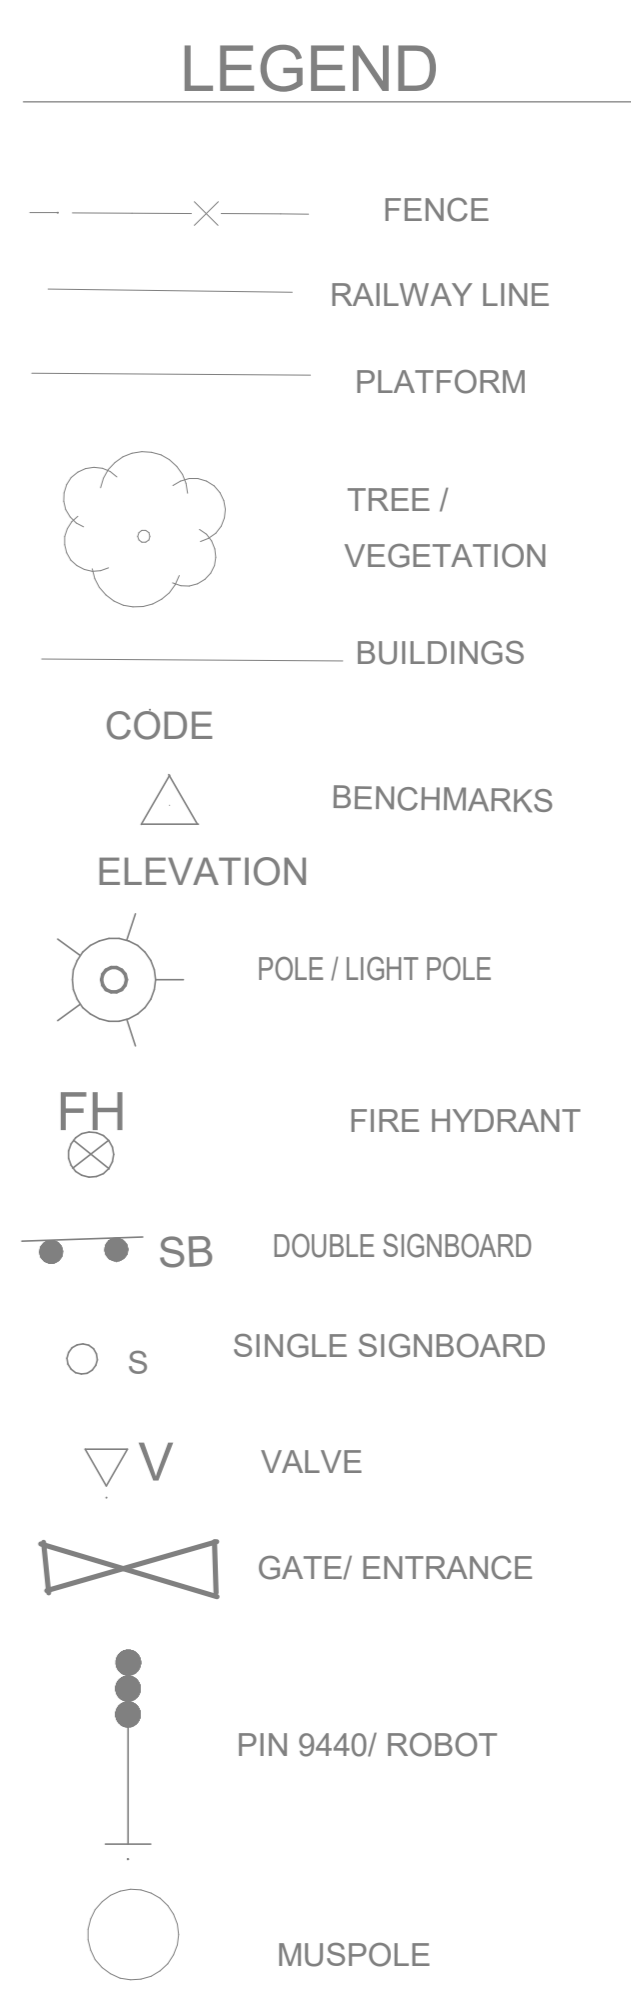 LEGEND
FENCE
RAILWAY LINE
PLATFORM
TREE /
VEGETATION
BUILDINGS
CODE
BENCHMARKS
ELEVATION
POLE / LIGHT POLE
FH
FIRE HYDRANT
SB DOUBLE SIGNBOARD
S SINGLE SIGNBOARD
V VALVE
GATE/ ENTRANCE
PIN 9440/ ROBOT
MUSPOLE